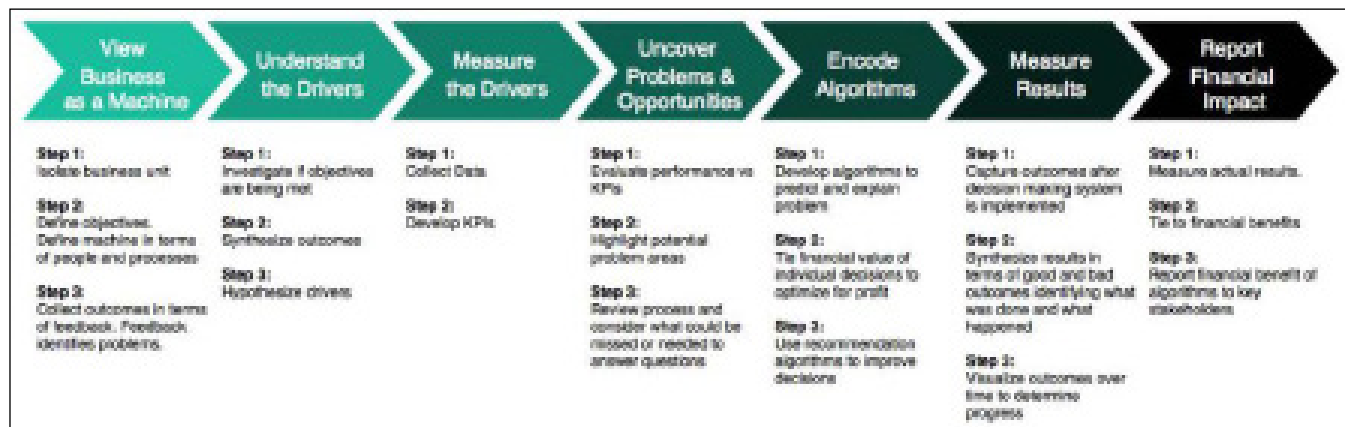 View
Business
as a Machine
Step 1:
Isolate business unit
Step 2:
Define objectives.
Define machine in terms
of people and processes
Step 3:
Collect outcomes in terms
of feedback. Feedback
identifies problems.
Understand
the Drivers
Step 1:
Investigate if objectives
are being met
Step 2:
Synthesize outcomes
Step 3:
Hypothesize drivers
Measure
the Drivers
Step 1:
Collect Data
Step 2:
Develop KPIs
Uncover
Problems &
Opportunities
Step 1:
Evaluate performance vs
KPIs
Step 2:
Highlight potential
problem areas
Step 3:
Review process and
consider what could be
missed or needed to
answer questions
Encode
Algorithms
Step 1:
Develop algorithms to
predict and explain
problem
Step 2:
Tie financial value of
individual decisions to
optimize for profit
Step 3:
Use recommendation
algorithms to improve
decisions
Measure
Results
Step 1:
Capture outcomes after
decision making system
is implemented
Step 2:
Synthesize results in
terms of good and bad
outcomes identifying what
was done and what
happened
Step 3:
Visualize outcomes over
time to determine
progress
Report
Financial
Impact
Step 1:
Measure actual results.
Step 2:
Tie to financial benefits
Step 3:
Report financial benefit of
algorithms to key
stakeholders